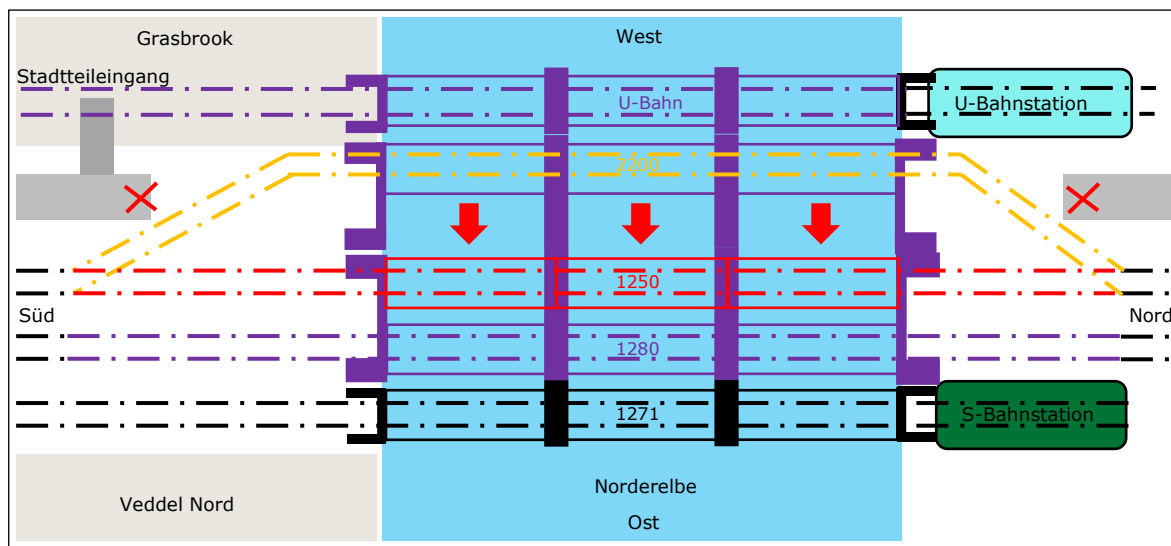 Grasbrook
West
Stadtteileingang
U-Bahn
U-Bahnstation
2200
1250
Süd
Nord
1280
1271
S-Bahnstation
Veddel Nord
Norderelbe
Ost